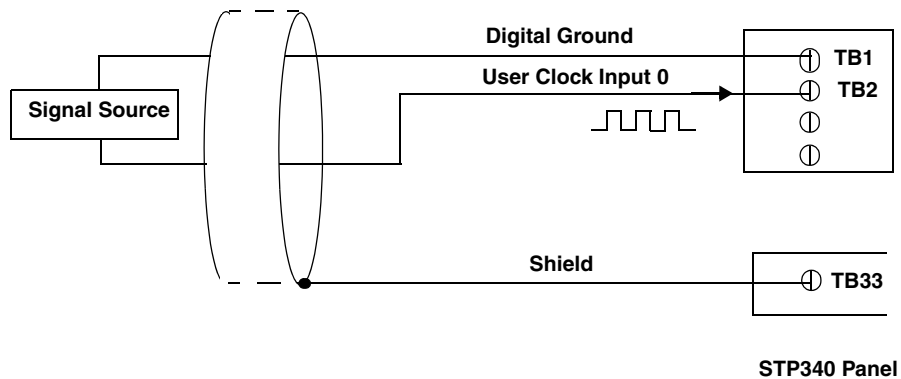 Digital Ground
TB1
User Clock Input 0
TB2
Signal Source
Shield
TB33
STP340 Panel